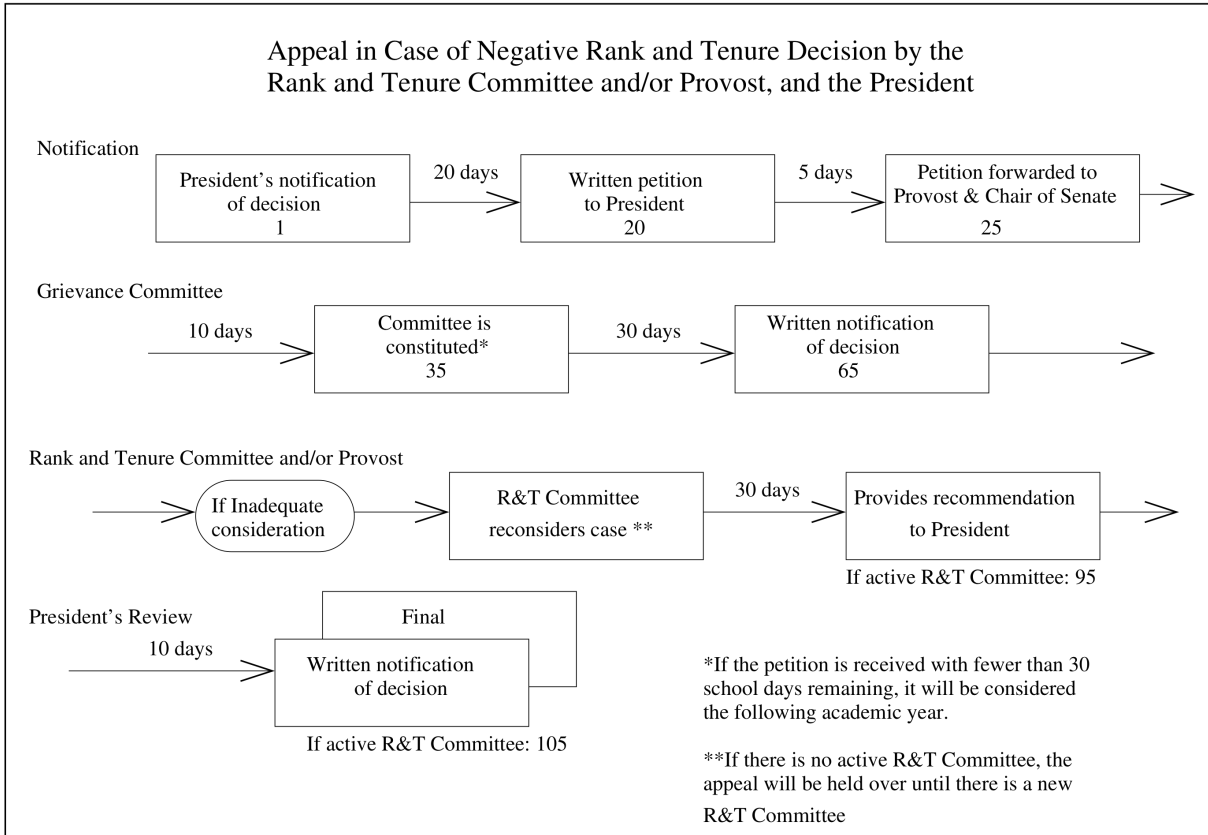 Appeal in Case of Negative Rank and Tenure Decision by the
Rank and Tenure Committee and/or Provost, and the President
Notification
President's notification
of decision
1
20 days
Written petition
to President
20
5 days
Petition forwarded to
Provost & Chair of Senate
25
Grievance Committee
10 days
Committee is
constituted*
35
30 days
Written notification
of decision
65
Rank and Tenure Committee and/or Provost
If Inadequate
consideration
R&T Committee
reconsiders case **
30 days
Provides recommendation
to President
If active R&T Committee: 95
President's Review
10 days
Final
Written notification
of decision
If active R&T Committee: 105
*If the petition is received with fewer than 30
school days remaining, it will be considered
the following academic year.
**If there is no active R&T Committee, the
appeal will be held over until there is a new
R&T Committee